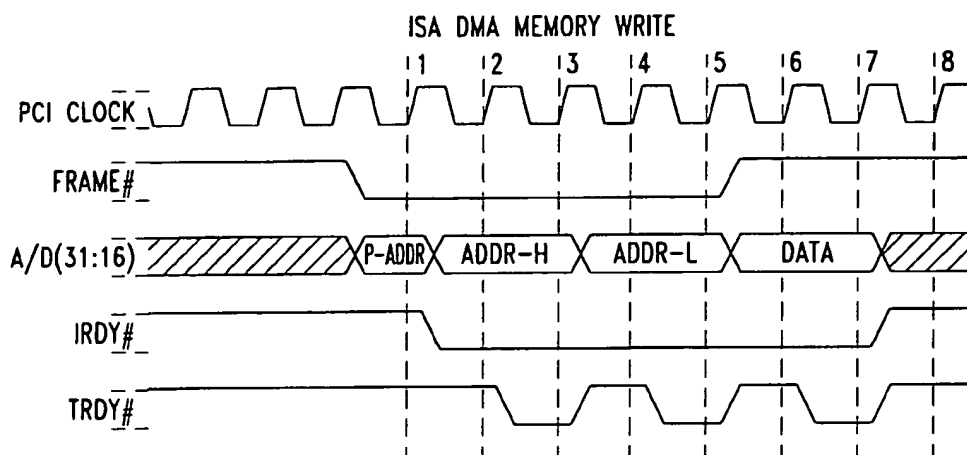 ISA DMA MEMORY WRITE
1 2 3 4 5 6 7 8
PCI CLOCK
FRAME#
A/D(31:16) P-ADDR ADDR-H ADDR-L DATA
IRDY#
TRDY#